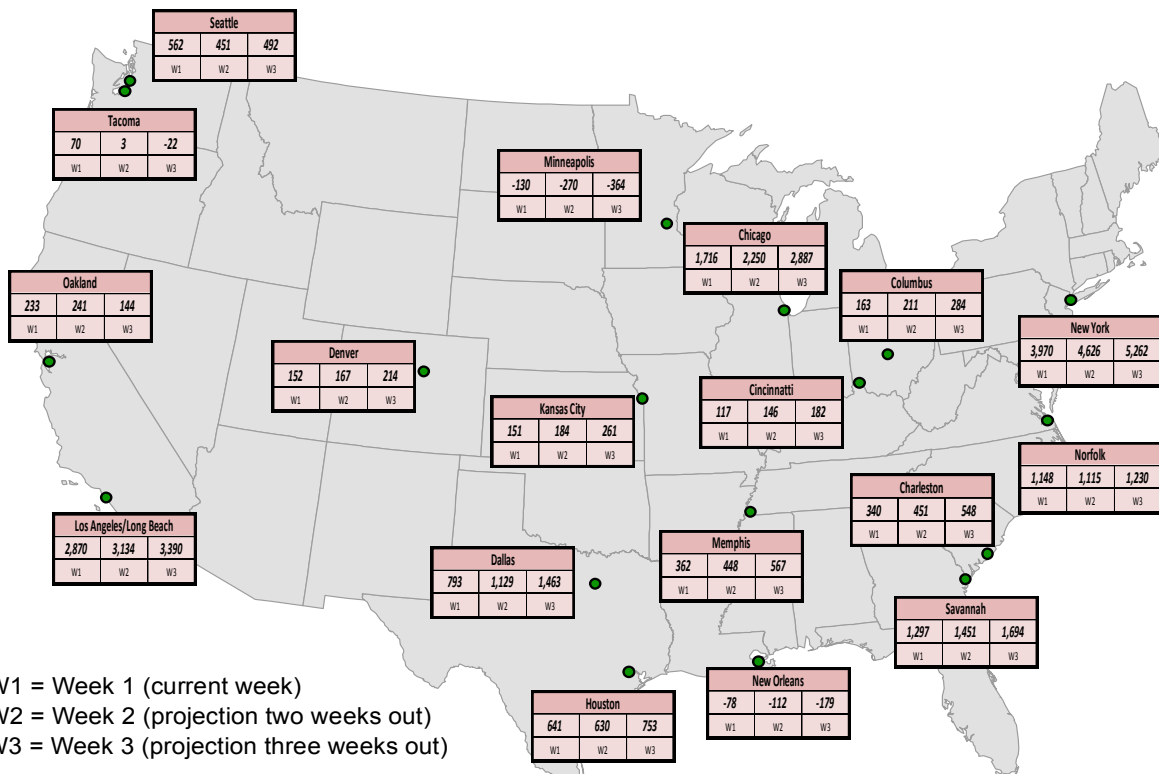 Seattle
562 451 492
W1 W2 W3
Tacoma
70 3 -22
W1 W2 W3
Minneapolis
-130 -270 -364
W1 W2 W3
Chicago
1,716 2,250 2,887
W1 W2 W3
Oakland
233 241 144
W1 W2 W3
Columbus
163 211 284
W1 W2 W3
New York
3,970 4,626 5,262
W1 W2 W3
Denver
152 167 214
W1 W2 W3
Cincinnatti
117 146 182
W1 W2 W3
Kansas City
151 184 261
W1 W2 W3
Norfolk
1,148 1,115 1,230
W1 W2 W3
Charleston
340 451 548
W1 W2 W3
Los Angeles/Long Beach
2,870 3,134 3,390
W1 W2 W3
Memphis
362 448 567
W1 W2 W3
Dallas
793 1,129 1,463
W1 W2 W3
Savannah
1,297 1,451 1,694
W1 W2 W3
New Orleans
-78 -112 -179
W1 W2 W3
Houston
641 630 753
W1 W2 W3
W1 = Week 1 (current week)
W2 = Week 2 (projection two weeks out)
W3 = Week 3 (projection three weeks out)